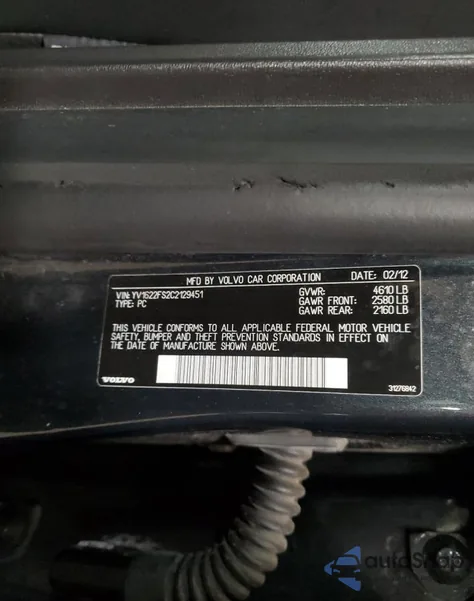 MFD BY VOLVO CAR CORPORATION DATE: 02/12
VIN: YV1622FS2C2129451 GVWR: 4610 LB
TYPE: PC GAWR FRONT: 2580 LB
GAWR REAR: 2160 LB
THIS VEHICLE CONFORMS TO ALL APPLICABLE FEDERAL MOTOR VEHICLE
SAFETY, BUMPER AND THEFT PREVENTION STANDARDS IN EFFECT ON
THE DATE OF MANUFACTURE SHOWN ABOVE.
VOLVO 31276842
autoShop